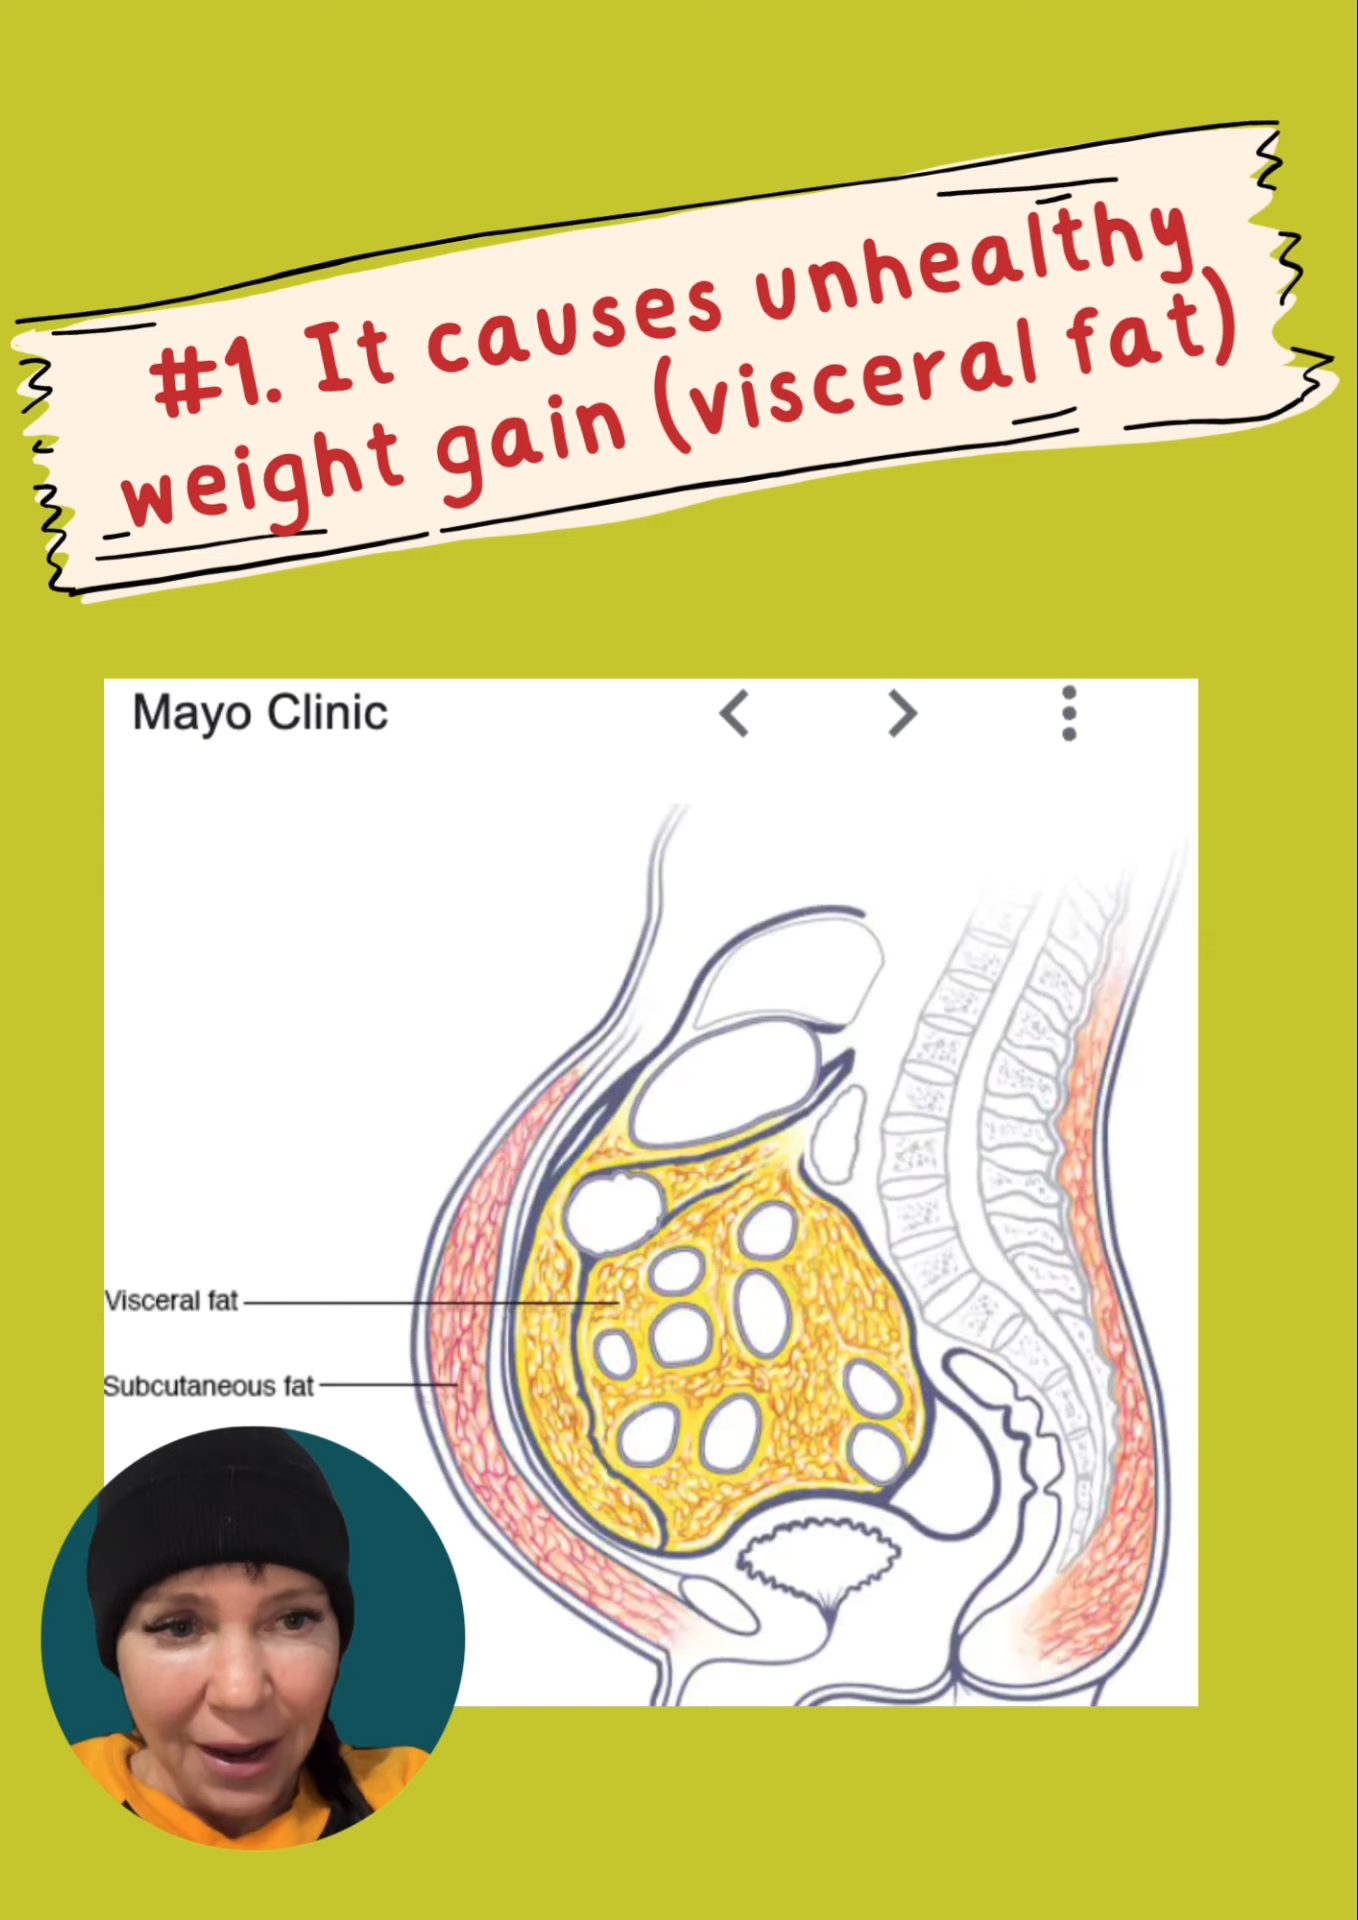 #1. It causes unhealthy
weight gain (visceral fat)
Mayo Clinic
Visceral fat
Subcutaneous fat